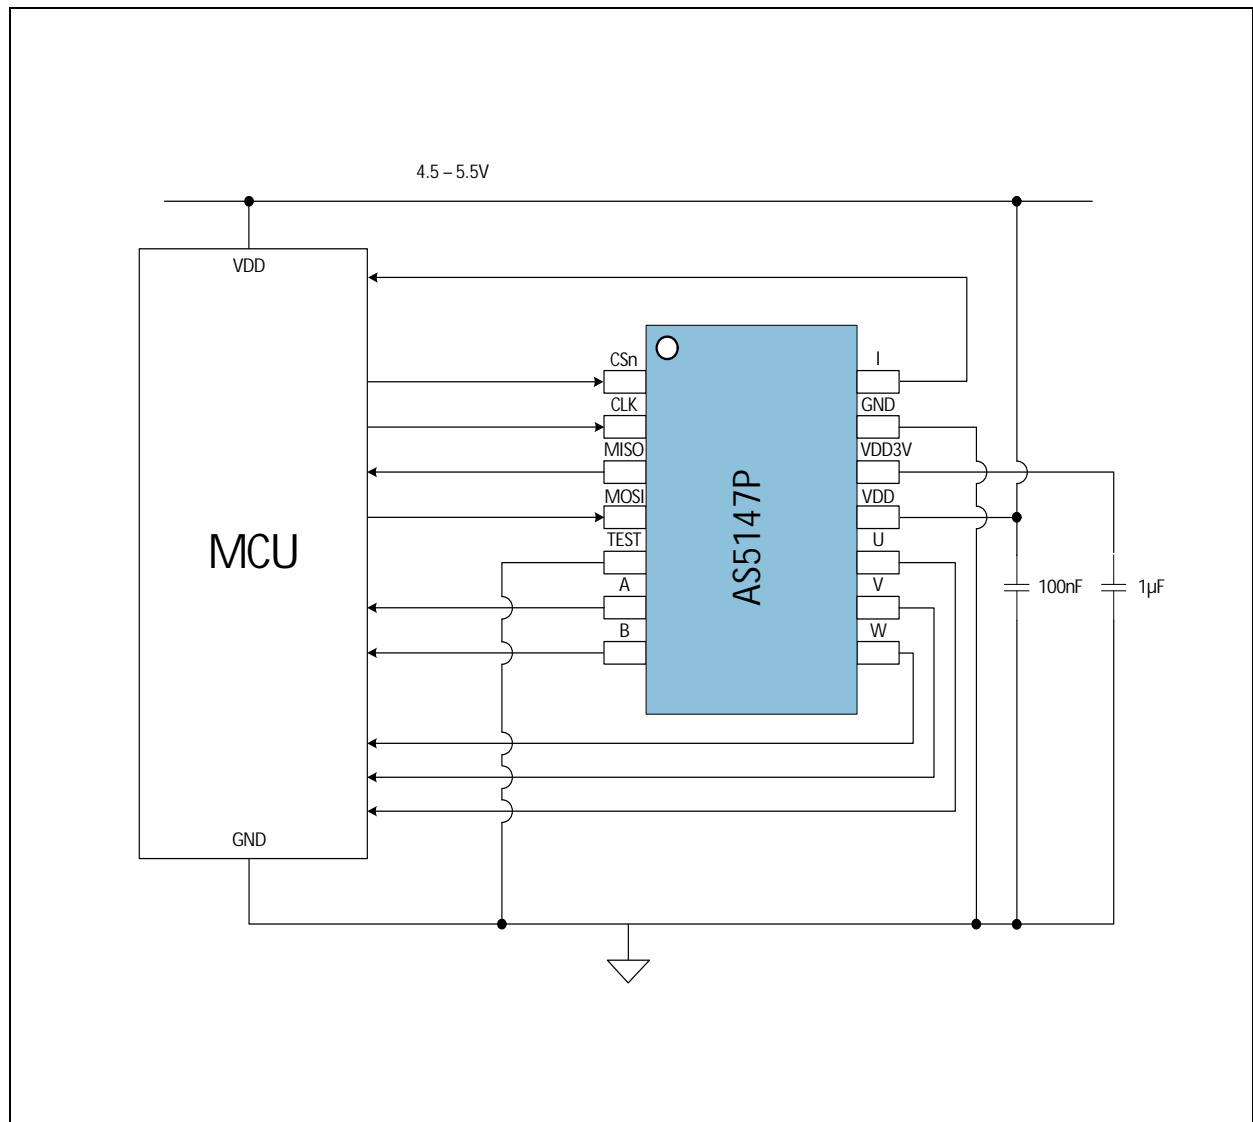 4.5 – 5.5V
VDD
MCU
GND
CSn
CLK
MISO
MOSI
TEST
A
B
AS5147P
I
GND
VDD3V
VDD
U
V
W
100nF
1µF